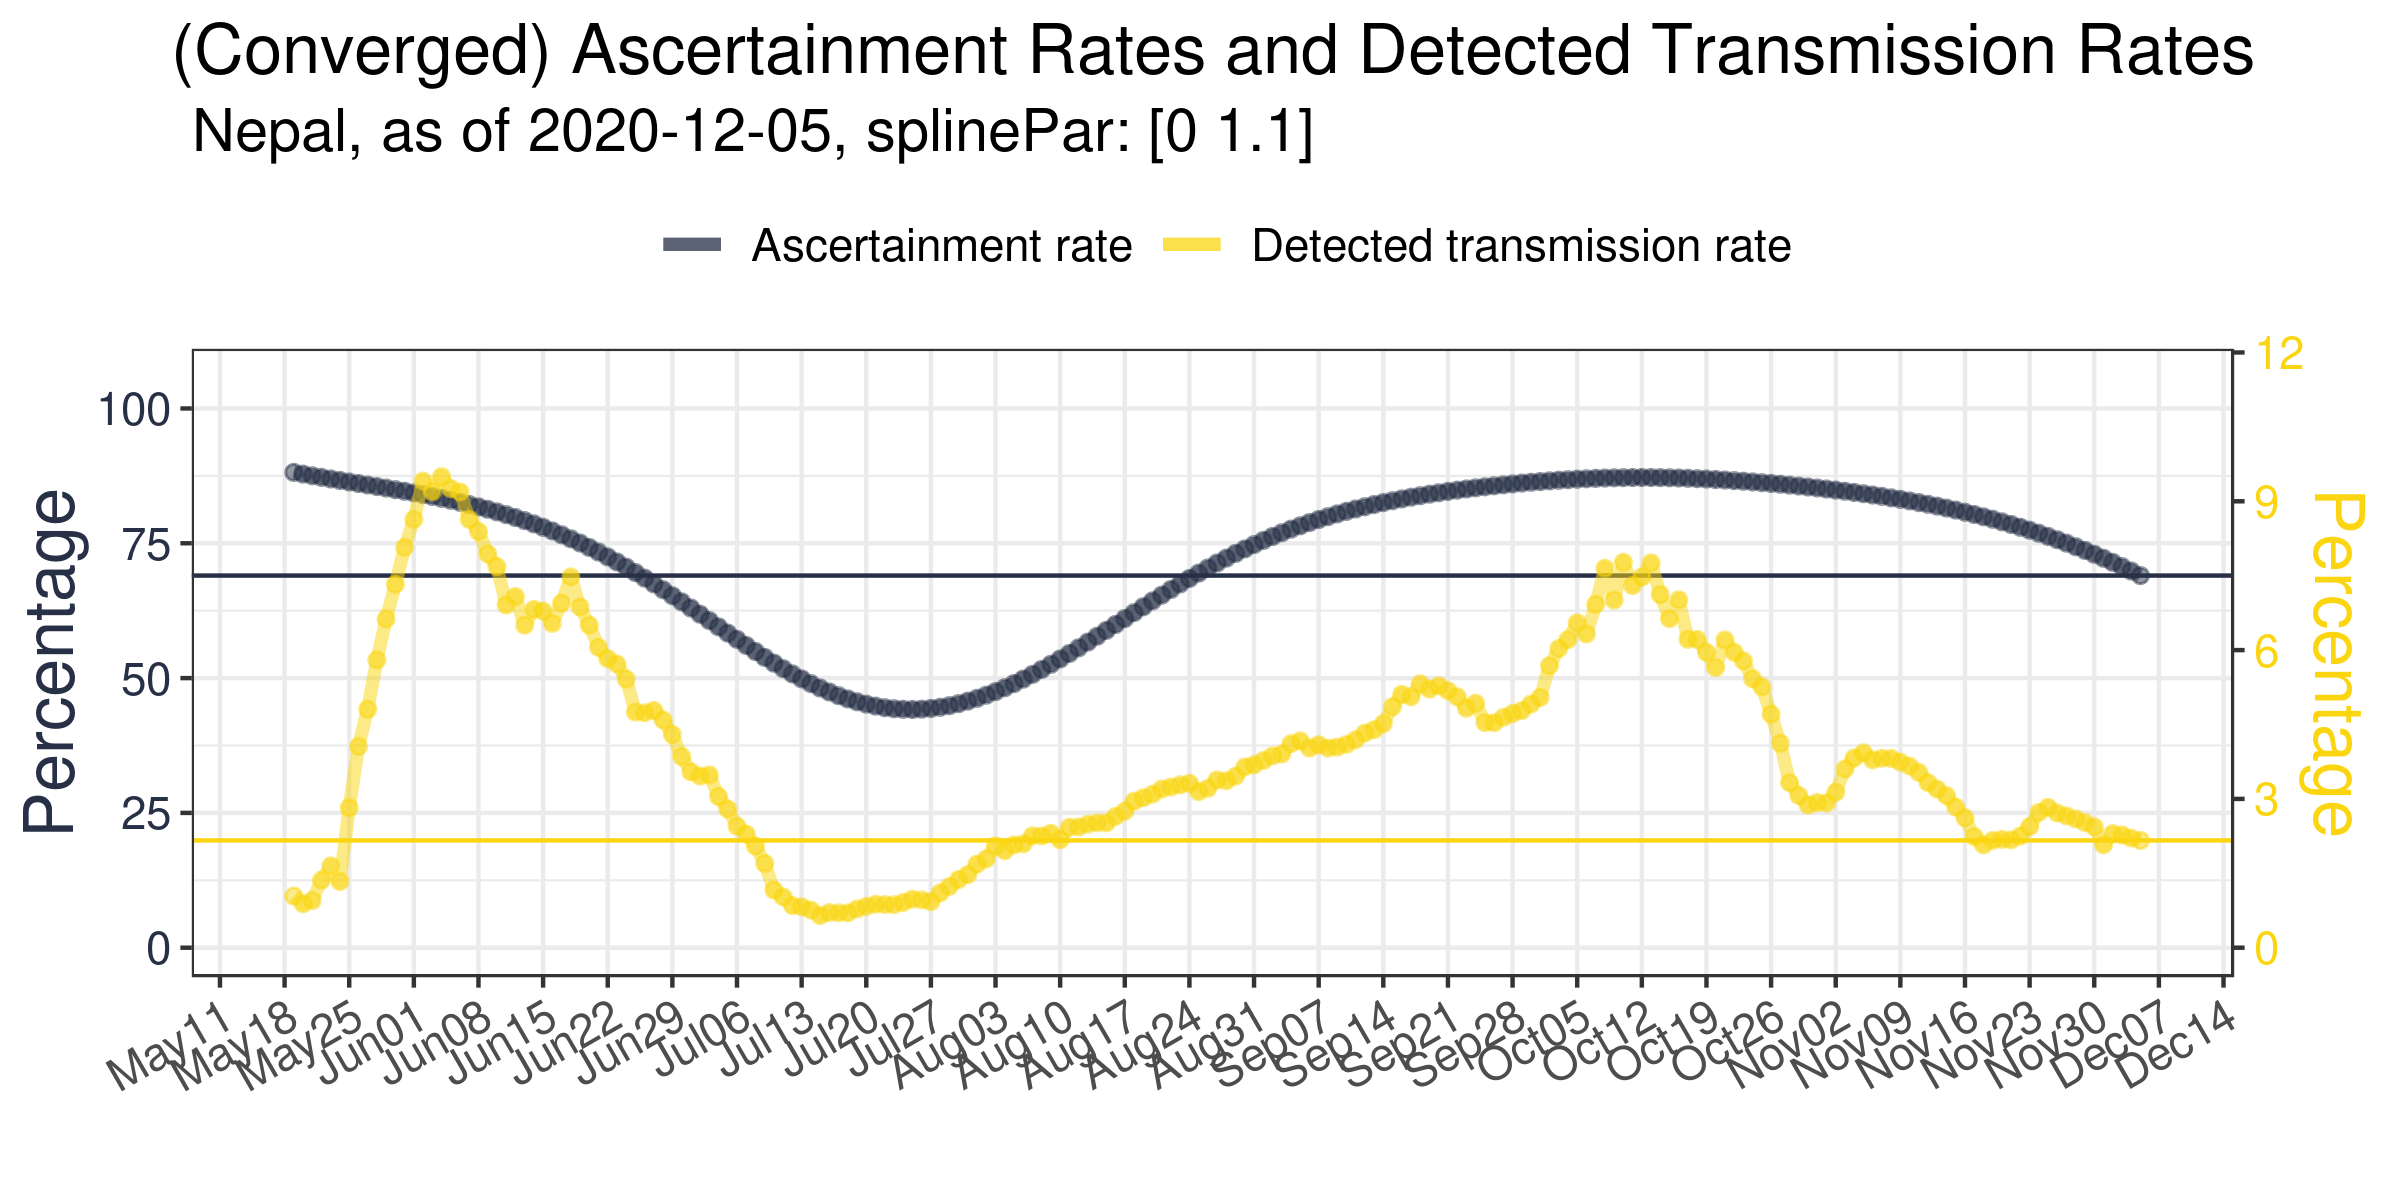 (Converged) Ascertainment Rates and Detected Transmission Rates
Nepal, as of 2020-12-05, splinePar: [0 1.1]
Ascertainment rate Detected transmission rate
Percentage
100
75
50
25
0
12
9
6
3
0
Percentage
May11 May18 May25 Jun01 Jun08 Jun15 Jun22 Jun29 Jul06 Jul13 Jul20 Jul27 Aug03 Aug10 Aug17 Aug24 Aug31 Sep07 Sep14 Sep21 Sep28 Oct05 Oct12 Oct19 Oct26 Nov02 Nov09 Nov16 Nov23 Nov30 Dec07 Dec14